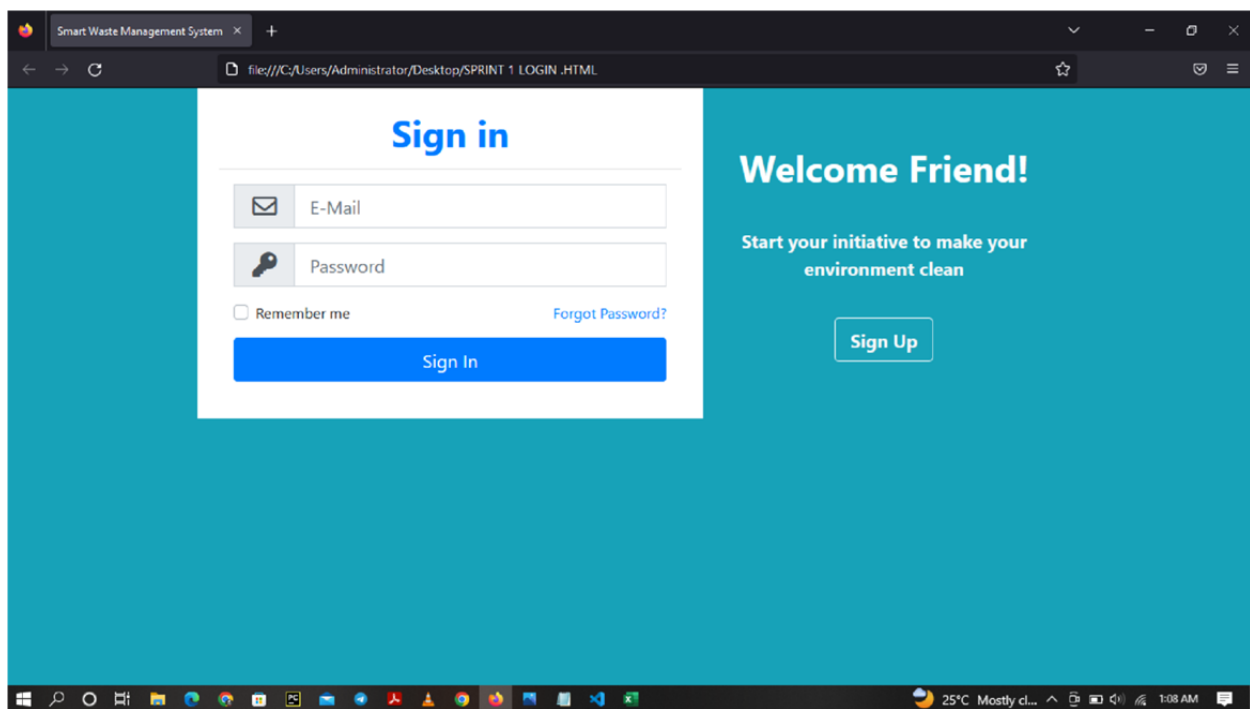 Smart Waste Management System
file:///C:/Users/Administrator/Desktop/SPRINT 1 LOGIN .HTML
Sign in
E-Mail
Password
Remember me
Forgot Password?
Sign In
Welcome Friend!
Start your initiative to make your
environment clean
Sign Up
25°C Mostly cl...
1:08 AM